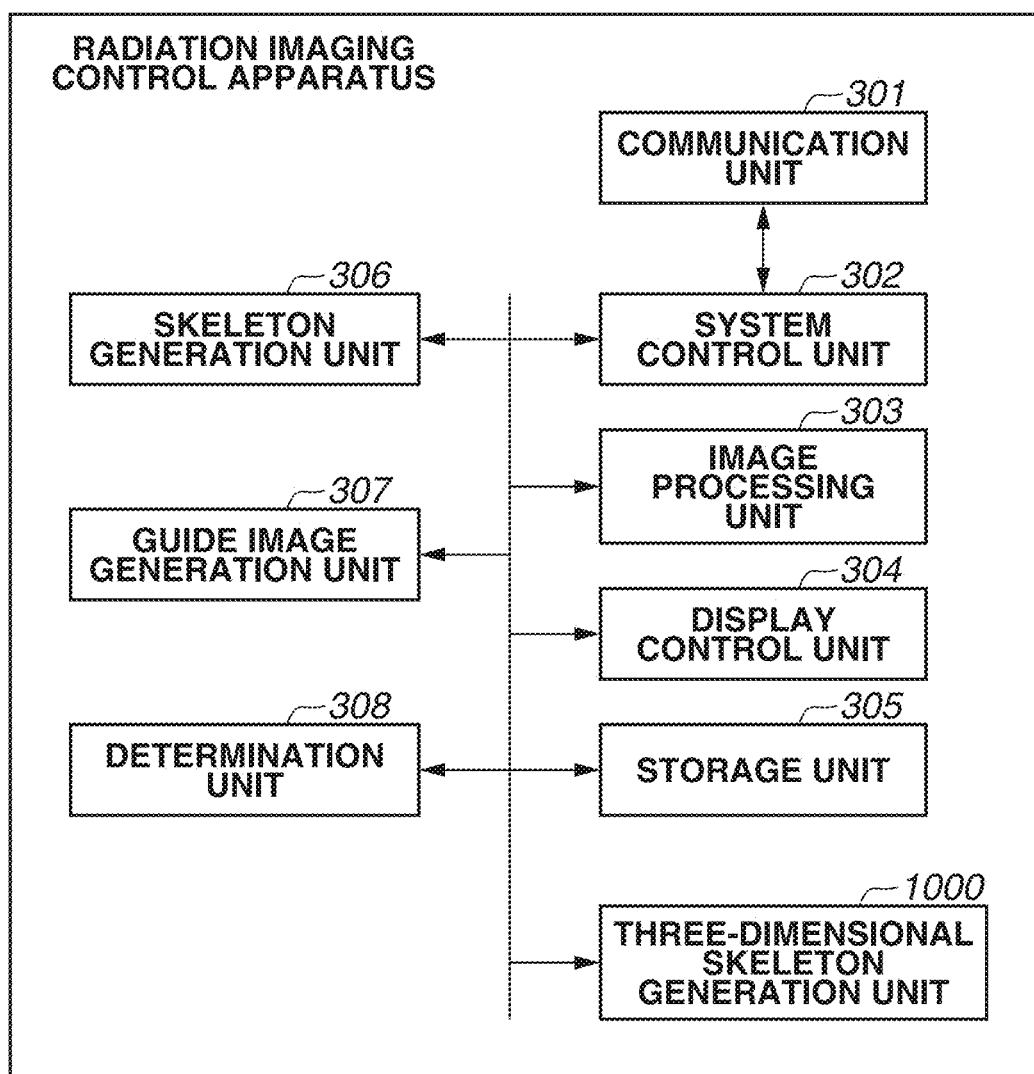 RADIATION IMAGING
CONTROL APPARATUS
301
COMMUNICATION
UNIT
306
SKELETON
GENERATION UNIT
302
SYSTEM
CONTROL UNIT
303
IMAGE
PROCESSING
UNIT
307
GUIDE IMAGE
GENERATION UNIT
304
DISPLAY
CONTROL UNIT
308
DETERMINATION
UNIT
305
STORAGE UNIT
1000
THREE-DIMENSIONAL
SKELETON
GENERATION UNIT